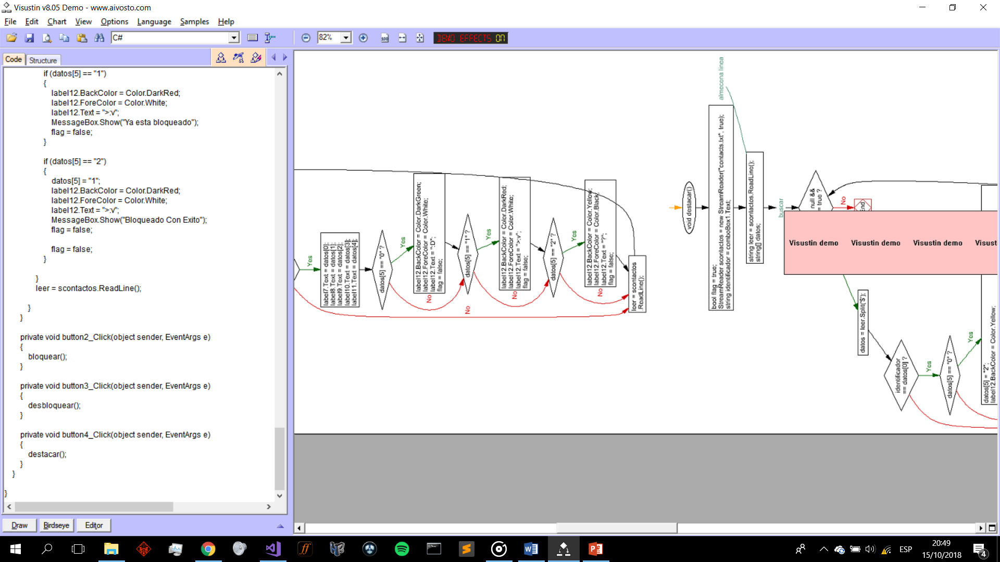 Visustin v8.05 Demo - www.aivosto.com
File Edit Chart View Options Language Samples Help
C#
82%
100
DEMO EFFECTS ON
Code Structure
if (datos[5] == "1")
{
label12.BackColor = Color.DarkRed;
label12.ForeColor = Color.White;
label12.Text = ">:v";
MessageBox.Show("Ya esta bloqueado");
flag = false;
}
if (datos[5] == "2")
{
datos[5] = "1";
label12.BackColor = Color.DarkRed;
label12.ForeColor = Color.White;
label12.Text = ">:v";
MessageBox.Show("Bloqueado Con Exito");
flag = false;
flag = false;
}
}
leer = scontactos.ReadLine();
}
}
private void button2_Click(object sender, EventArgs e)
{
bloquear();
}
private void button3_Click(object sender, EventArgs e)
{
desbloquear();
}
private void button4_Click(object sender, EventArgs e)
{
destacar();
}
}
}
Draw Birdseye Editor
Yes
label7.Text = datos[0];
label8.Text = datos[1];
label9.Text = datos[2];
label10.Text = datos[3];
label11.Text = datos[4];
datos[5] == "0" ?
Yes
No
label12.BackColor = Color.DarkGreen;
label12.ForeColor = Color.White;
label12.Text = ":D";
flag = false;
datos[5] == "1" ?
Yes
No
No
label12.BackColor = Color.DarkRed;
label12.ForeColor = Color.White;
label12.Text = ">:v";
flag = false;
datos[5] == "2" ?
Yes
No
label12.BackColor = Color.Yellow;
label12.ForeColor = Color.Black;
label12.Text = "?";
flag = false;
leer = scontactos
.ReadLine();
void destacar()
bool flag = true;
StreamReader scontactos = new StreamReader("contacts.txt", true);
string identificador = comboBox1.Text;
almecena linea
string leer = scontactos.ReadLine();
string[] datos;
buscar
null &&
= true ?
No
End
Visustin demo Visustin demo Visustin demo Visust
datos = leer.Split('$');
identificador
== datos[0] ?
Yes
datos[5] == "0" ?
Yes
datos[5] = "2";
label12.BackColor = Color.Yellow;
ESP
20:49
15/10/2018
4